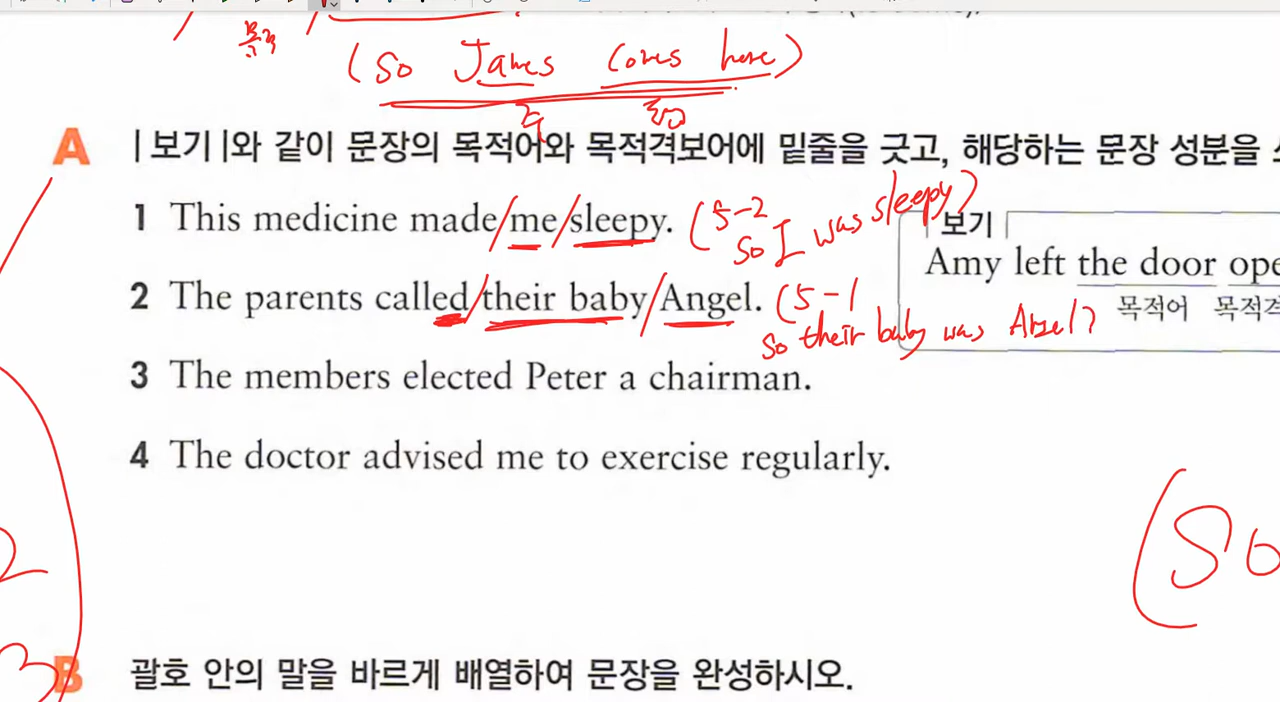 (So James comes here)
A |보기|와 같이 문장의 목적어와 목적격보어에 밑줄을 긋고, 해당하는 문장 성분을
1 This medicine made/me/sleepy. (5-2
So I was sleepy)
보기
Amy left the door ope
목적어 목적격
2 The parents called/their baby/Angel. (5-1
So their baby was Angel)
3 The members elected Peter a chairman.
4 The doctor advised me to exercise regularly.
(So
2
3
B 괄호 안의 말을 바르게 배열하여 문장을 완성하시오.